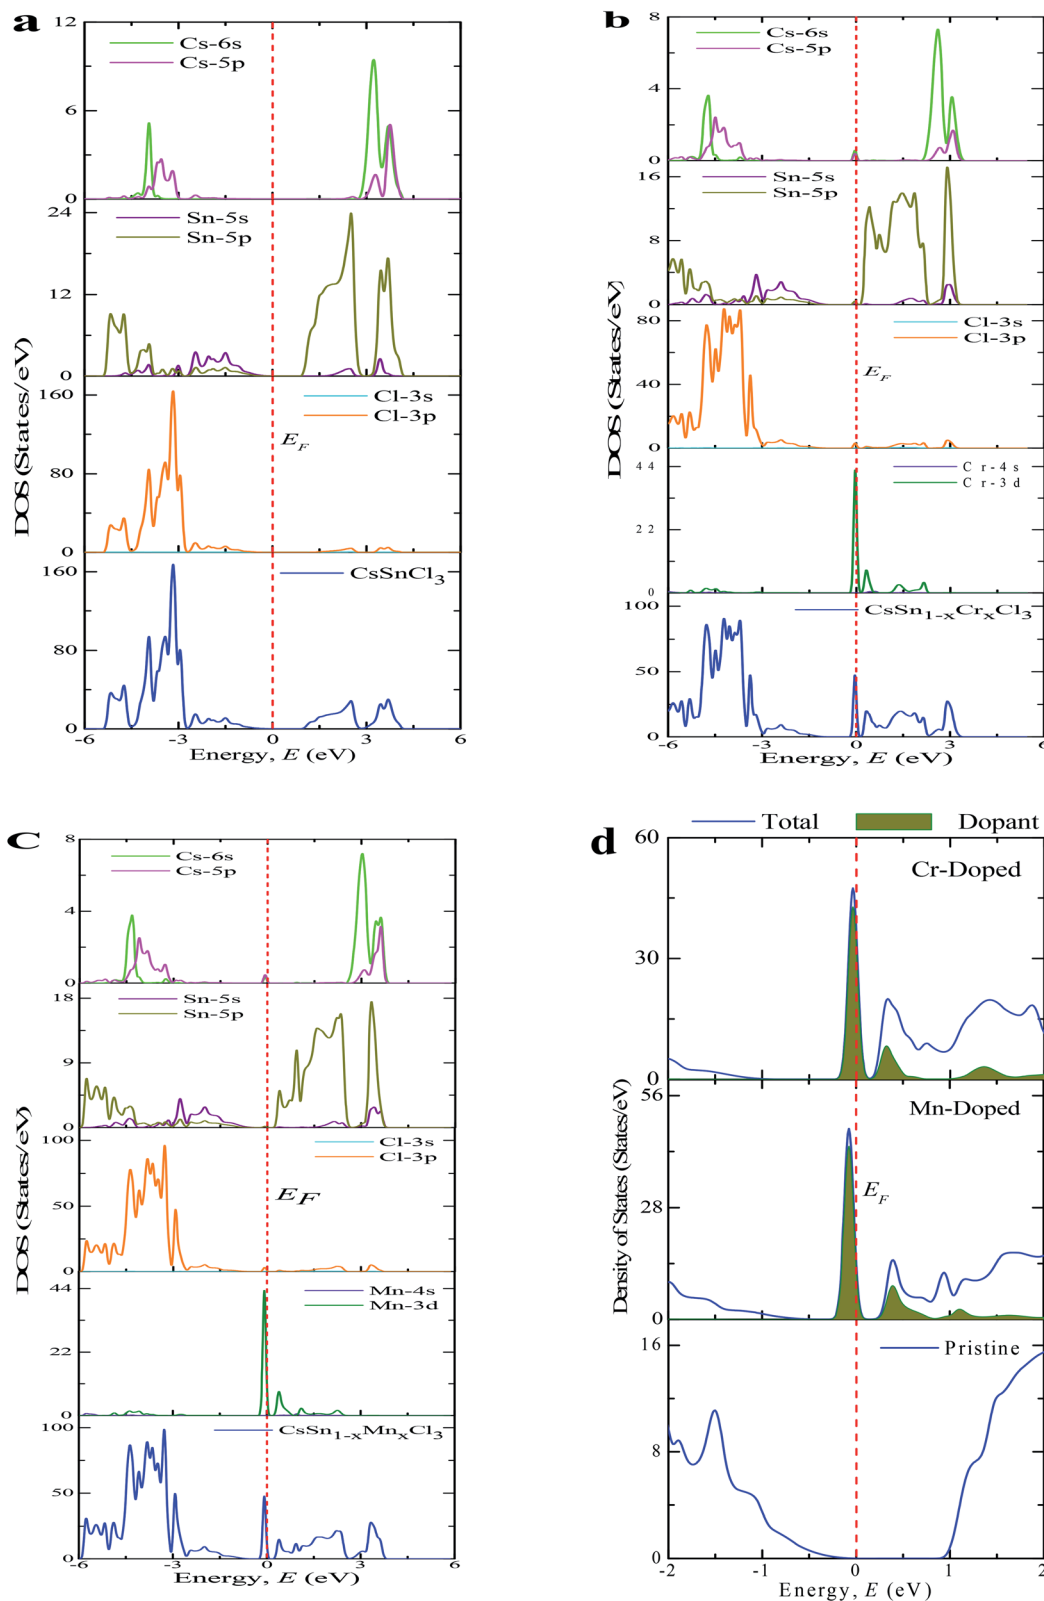 a
12
6
0
Cs-6s
Cs-5p
24
12
0
Sn-5s
Sn-5p
160
80
0
Cl-3s
Cl-3p
E_F
160
80
0
CsSnCl3
-6 -3 0 3 6
Energy, E (eV)
DOS (States/eV)
b
8
4
0
Cs-6s
Cs-5p
16
8
0
Sn-5s
Sn-5p
80
40
0
Cl-3s
Cl-3p
E_F
44
22
0
Cr-4s
Cr-3d
100
50
0
CsSn1-xCrxCl3
-6 -3 0 3 6
Energy, E (eV)
DOS (States/eV)
c
8
4
0
Cs-6s
Cs-5p
18
9
0
Sn-5s
Sn-5p
100
50
0
Cl-3s
Cl-3p
EF
44
22
0
Mn-4s
Mn-3d
100
50
0
CsSn1-xMnxCl3
-6 -3 0 3 6
Energy, E (eV)
DOS (States/eV)
d
Total Dopant
60
30
0
Cr-Doped
56
28
0
Mn-Doped
E_F
16
8
0
Pristine
-2 -1 0 1 2
Energy, E (eV)
Density of States (States/eV)